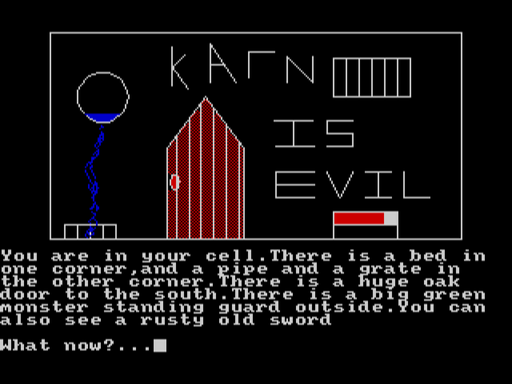 KARN
IS
EVIL
You are in your cell.There is a bed in
one corner,and a pipe and a grate in
the other corner.There is a huge oak
door to the south.There is a big green
monster standing guard outside.You can
also see a rusty old sword
What now?...